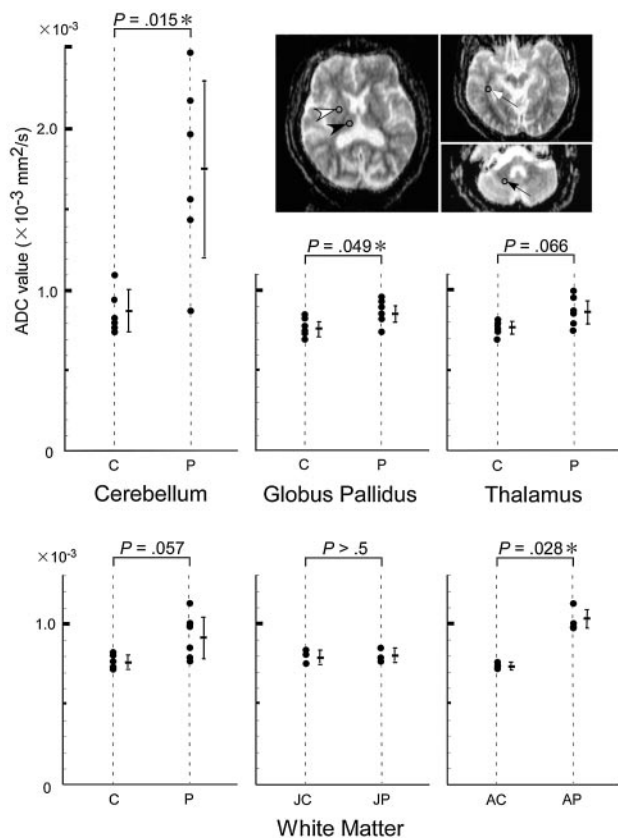 P = .015 *
×10⁻³
2.0
1.0
0
ADC value (×10⁻³ mm²/s)
C P
Cerebellum
P = .049 *
C P
Globus Pallidus
P = .066
C P
Thalamus
×10⁻³
P = .057
1.0
0
C P
P > .5
JC JP
P = .028 *
AC AP
White Matter